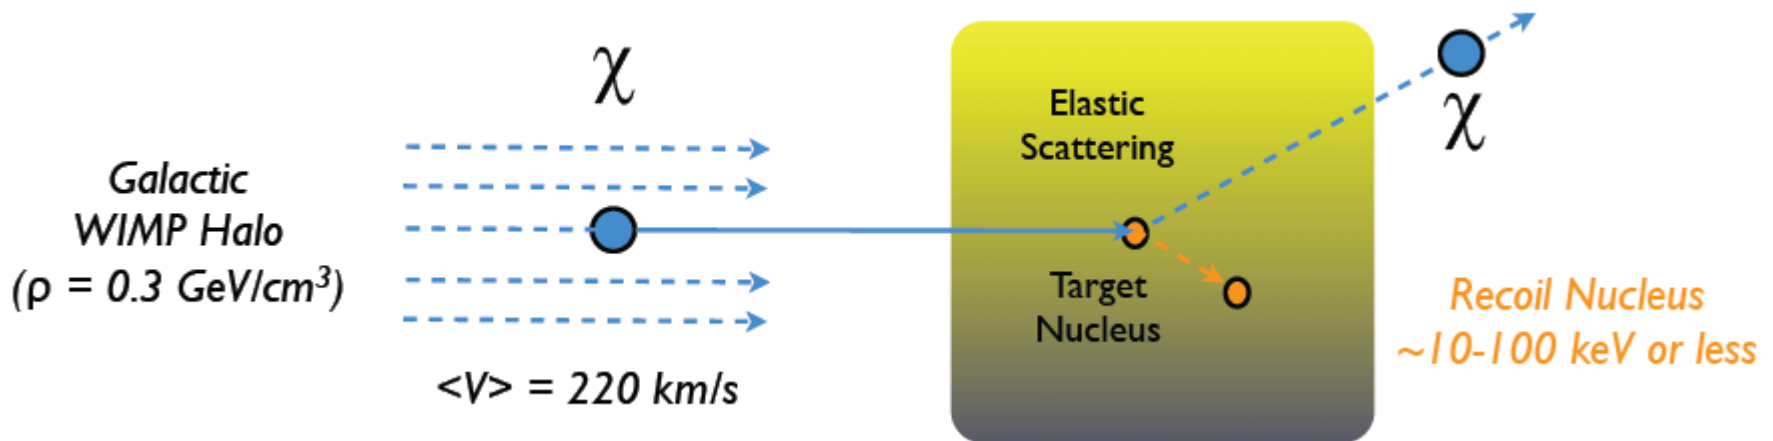 χ
Galactic
WIMP Halo
(ρ = 0.3 GeV/cm³)
<V> = 220 km/s
Elastic
Scattering
Target
Nucleus
χ
Recoil Nucleus
~10-100 keV or less